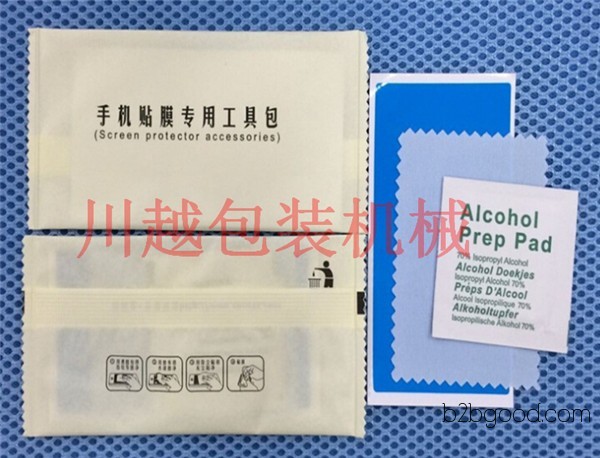 手机贴膜专用工具包
(Screen protector accessories)
川越包装机械
Alcohol
Prep Pad
70% Isopropyl Alcohol
Alcohol Doekjes
Isopropyl Alcohol 70%
Preps D'Alcool
Alcool Isopropilique 70%
Alkoholtupfer
Isopropilische Alkohol 70%
b2bgood.com